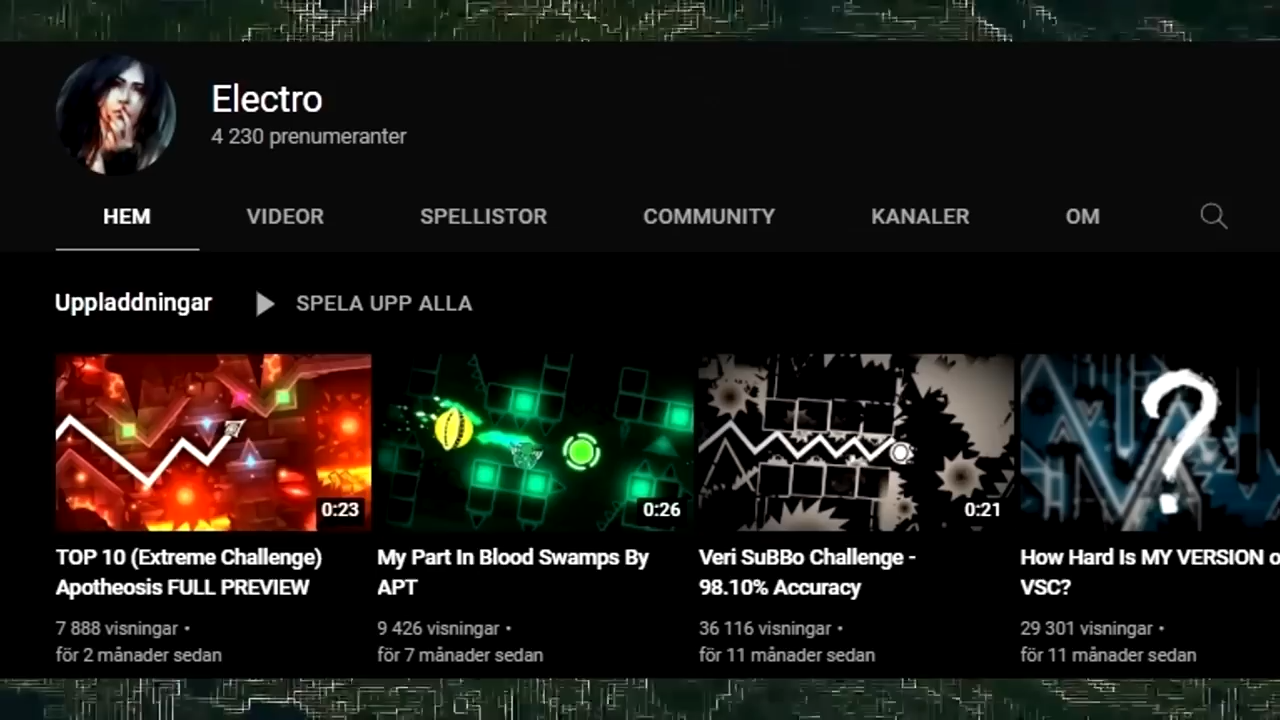 Electro
4 230 prenumeranter
HEM VIDEOR SPELLISTOR COMMUNITY KANALER OM
Uppladdningar SPELA UPP ALLA
0:23 0:26 0:21
?
TOP 10 (Extreme Challenge)
Apotheosis FULL PREVIEW
7 888 visningar •
för 2 månader sedan
My Part In Blood Swamps By
APT
9 426 visningar •
för 7 månader sedan
Veri SuBBo Challenge -
98.10% Accuracy
36 116 visningar •
för 11 månader sedan
How Hard Is MY VERSION
VSC?
29 301 visningar •
för 11 månader sedan